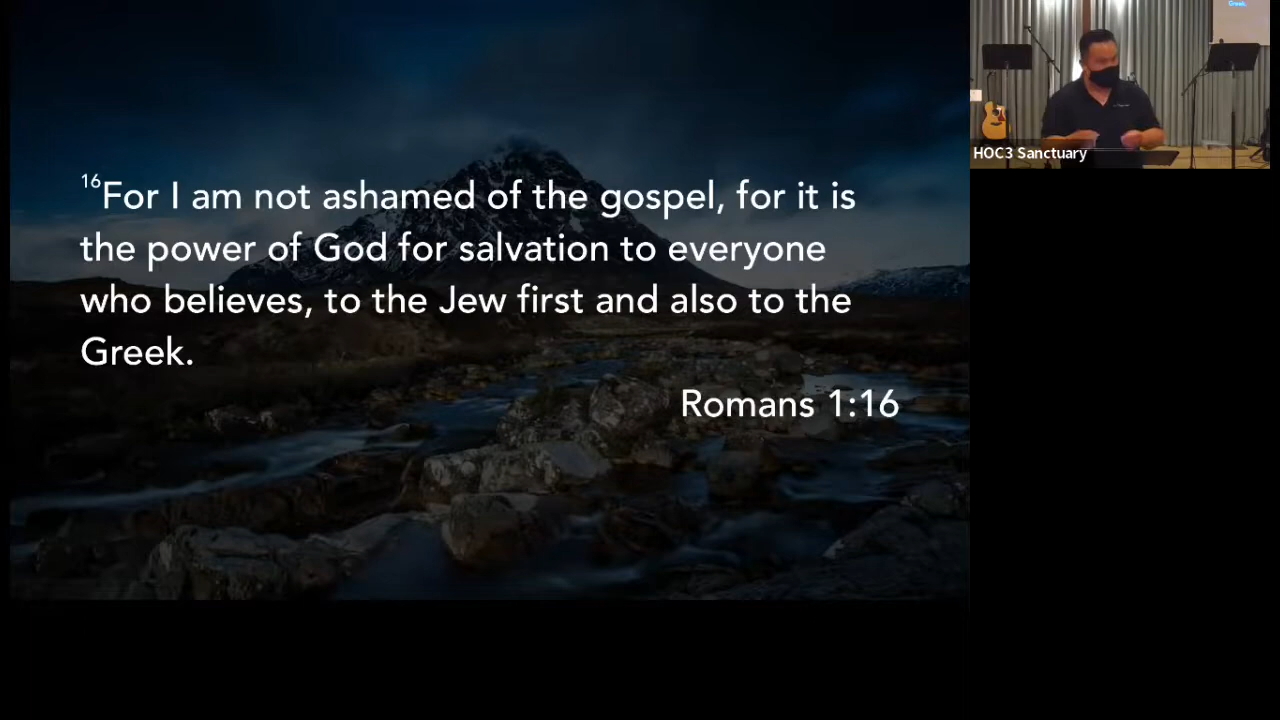 16For I am not ashamed of the gospel, for it is
the power of God for salvation to everyone
who believes, to the Jew first and also to the
Greek.
Romans 1:16
HOC3 Sanctuary
Greek.